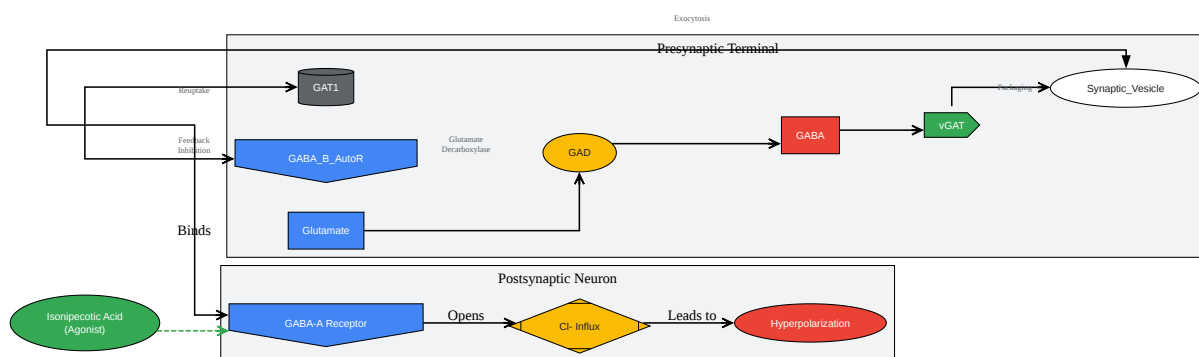 Exocytosis
Presynaptic Terminal
GAT1
Reuptake
Synaptic_Vesicle
Packaging
vGAT
GABA
Feedback
Inhibition
Glutamate
Decarboxylase
GAD
GABA_B_AutoR
Glutamate
Binds
Postsynaptic Neuron
Isonipecotic Acid
(Agonist)
GABA-A Receptor
Opens
Cl- Influx
Leads to
Hyperpolarization